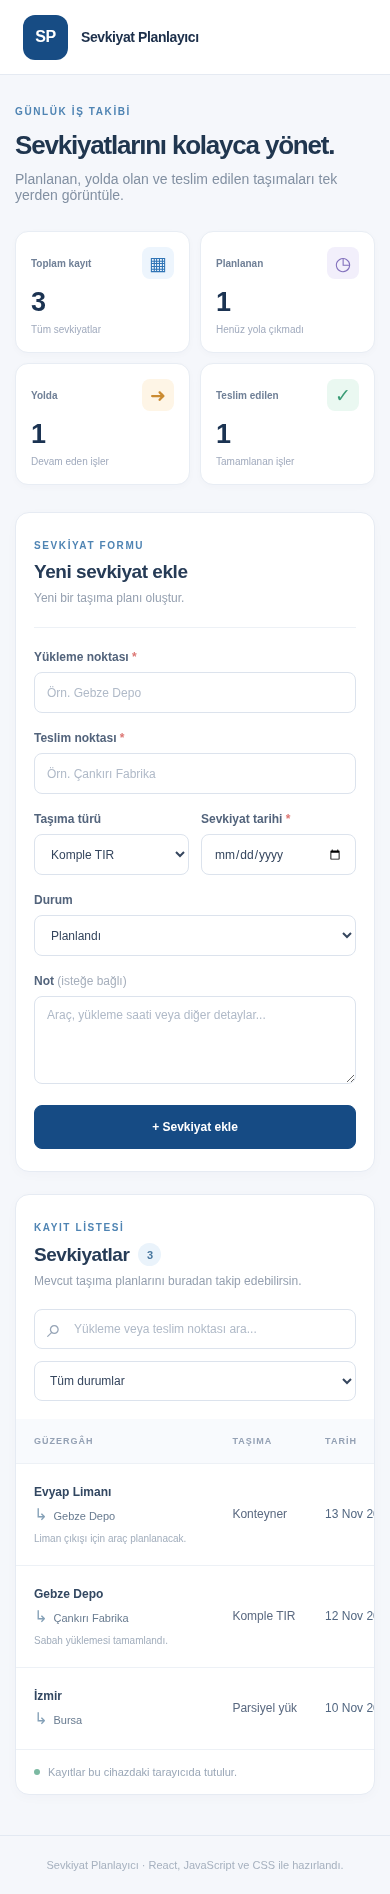 SP
Sevkiyat Planlayıcı
GÜNLÜK İŞ TAKİBİ
Sevkiyatlarını kolayca yönet.
Planlanan, yolda olan ve teslim edilen taşımaları tek
yerden görüntüle.
Toplam kayıt
3
Tüm sevkiyatlar
Planlanan
1
Henüz yola çıkmadı
Yolda
1
Devam eden işler
Teslim edilen
1
Tamamlanan işler
SEVKİYAT FORMU
Yeni sevkiyat ekle
Yeni bir taşıma planı oluştur.
Yükleme noktası *
Örn. Gebze Depo
Teslim noktası *
Örn. Çankırı Fabrika
Taşıma türü
Komple TIR
Sevkiyat tarihi *
mm/dd/yyyy
Durum
Planlandı
Not (isteğe bağlı)
Araç, yükleme saati veya diğer detaylar...
+ Sevkiyat ekle
KAYIT LİSTESİ
Sevkiyatlar 3
Mevcut taşıma planlarını buradan takip edebilirsin.
Yükleme veya teslim noktası ara...
Tüm durumlar
GÜZERGÂH TAŞIMA TARİH
Evyap Limanı
↳ Gebze Depo
Liman çıkışı için araç planlanacak.
Konteyner
13 Nov
Gebze Depo
↳ Çankırı Fabrika
Sabah yüklemesi tamamlandı.
Komple TIR
12 Nov
İzmir
↳ Bursa
Parsiyel yük
10 Nov
Kayıtlar bu cihazdaki tarayıcıda tutulur.
Sevkiyat Planlayıcı · React, JavaScript ve CSS ile hazırlandı.